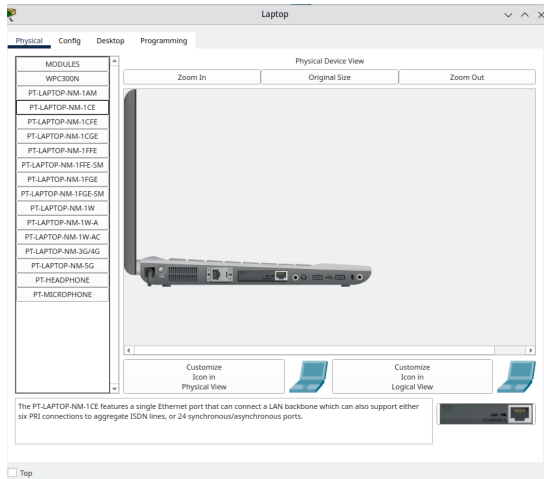 Laptop
Physical Config Desktop Programming
MODULES
WPC300N
PT-LAPTOP-NM-1AM
PT-LAPTOP-NM-1CE
PT-LAPTOP-NM-1CFE
PT-LAPTOP-NM-1CGE
PT-LAPTOP-NM-1FFE
PT-LAPTOP-NM-1FFE-SM
PT-LAPTOP-NM-1FGE
PT-LAPTOP-NM-1FGE-SM
PT-LAPTOP-NM-1W
PT-LAPTOP-NM-1W-A
PT-LAPTOP-NM-1W-AC
PT-LAPTOP-NM-3G/4G
PT-LAPTOP-NM-5G
PT-HEADPHONE
PT-MICROPHONE
Physical Device View
Zoom In Original Size Zoom Out
Customize
Icon in
Physical View
Customize
Icon in
Logical View
The PT-LAPTOP-NM-1CE features a single Ethernet port that can connect a LAN backbone which can also support either
six PRI connections to aggregate ISDN lines, or 24 synchronous/asynchronous ports.
Top